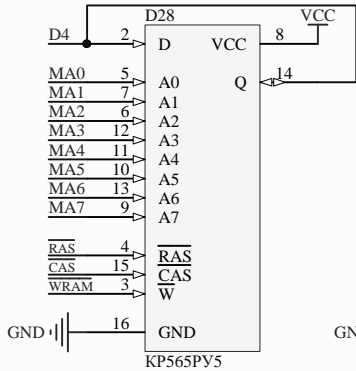 D28
VCC
D4 2 D VCC 8
MA0 5 A0 Q 14
MA1 7 A1
MA2 6 A2
MA3 12 A3
MA4 11 A4
MA5 10 A5
MA6 13 A6
MA7 9 A7
RAS 4 RAS
CAS 15 CAS
WRAM 3 W
GND 16 GND GN
КР565РУ5